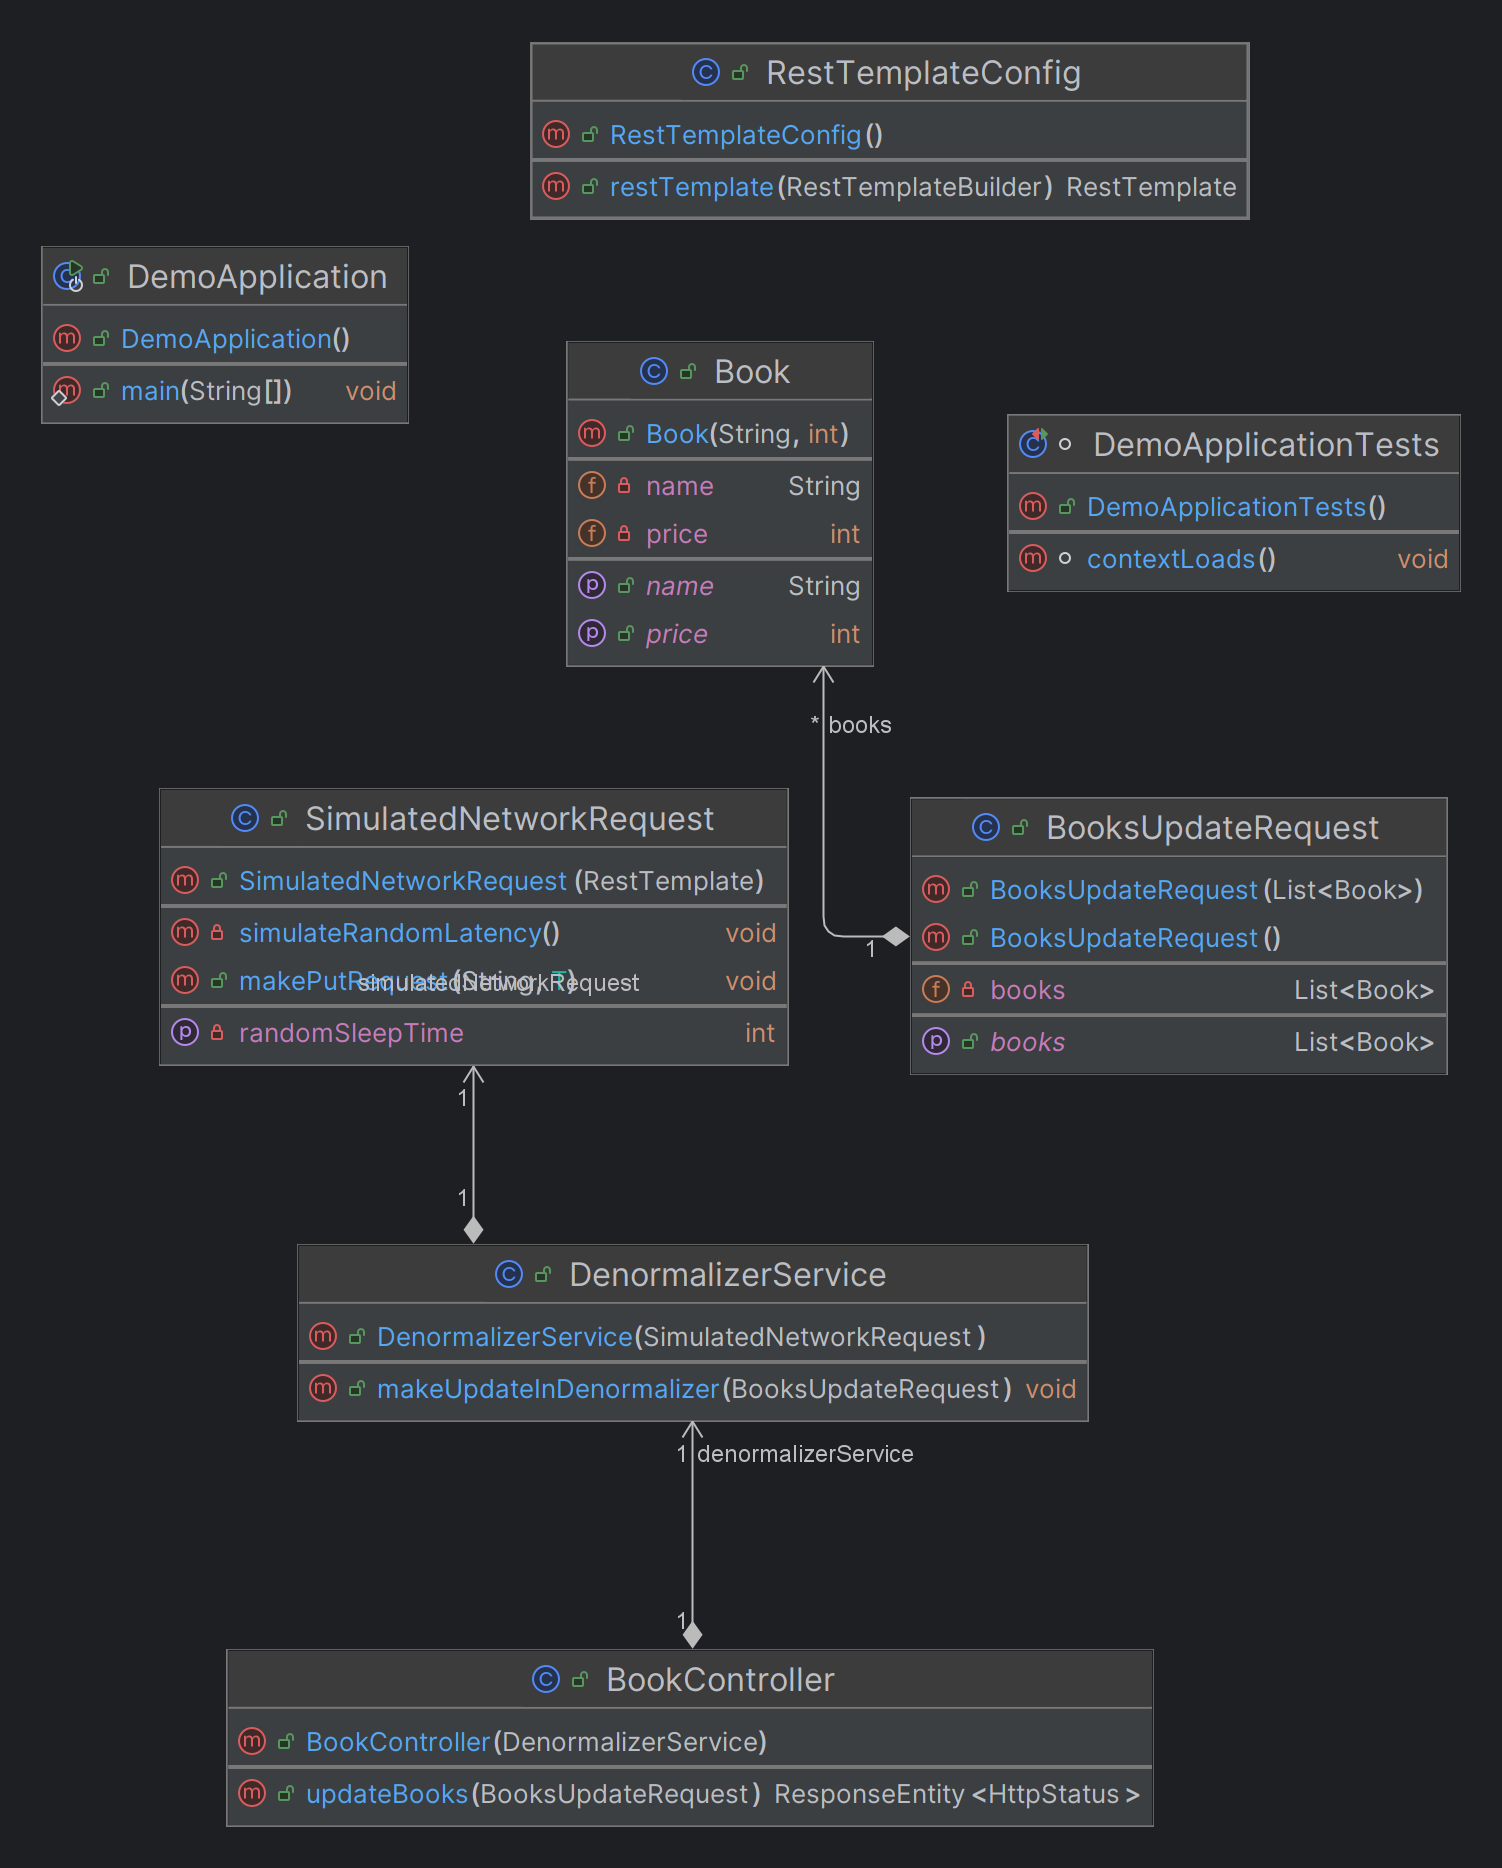 RestTemplateConfig
RestTemplateConfig()
restTemplate(RestTemplateBuilder) RestTemplate
DemoApplication
DemoApplication()
main(String[]) void
Book
Book(String, int)
name String
price int
name String
price int
DemoApplicationTests
DemoApplicationTests()
contextLoads() void
* books
SimulatedNetworkRequest
SimulatedNetworkRequest(RestTemplate)
simulateRandomLatency() void
makePutRequest(String, T) void
simulatedNetworkRequest
randomSleepTime int
BooksUpdateRequest
BooksUpdateRequest(List<Book>)
BooksUpdateRequest()
1
books List<Book>
books List<Book>
1
1
DenormalizerService
DenormalizerService(SimulatedNetworkRequest)
makeUpdateInDenormalizer(BooksUpdateRequest) void
1 denormalizerService
1
BookController
BookController(DenormalizerService)
updateBooks(BooksUpdateRequest) ResponseEntity<HttpStatus>